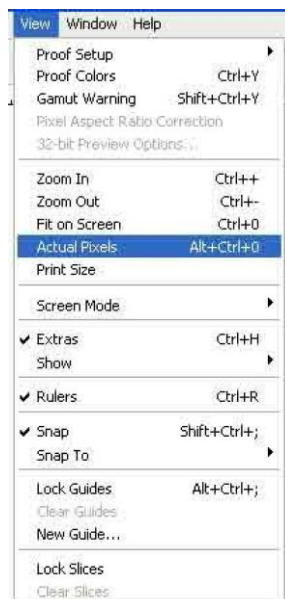 View Window Help
Proof Setup
Proof Colors Ctrl+Y
Gamut Warning Shift+Ctrl+Y
Pixel Aspect Ratio Correction
32-bit Preview Options...
Zoom In Ctrl++
Zoom Out Ctrl+-
Fit on Screen Ctrl+0
Actual Pixels Alt+Ctrl+0
Print Size
Screen Mode
Extras Ctrl+H
Show
Rulers Ctrl+R
Snap Shift+Ctrl+;
Snap To
Lock Guides Alt+Ctrl+;
Clear Guides
New Guide...
Lock Slices
Clear Slices